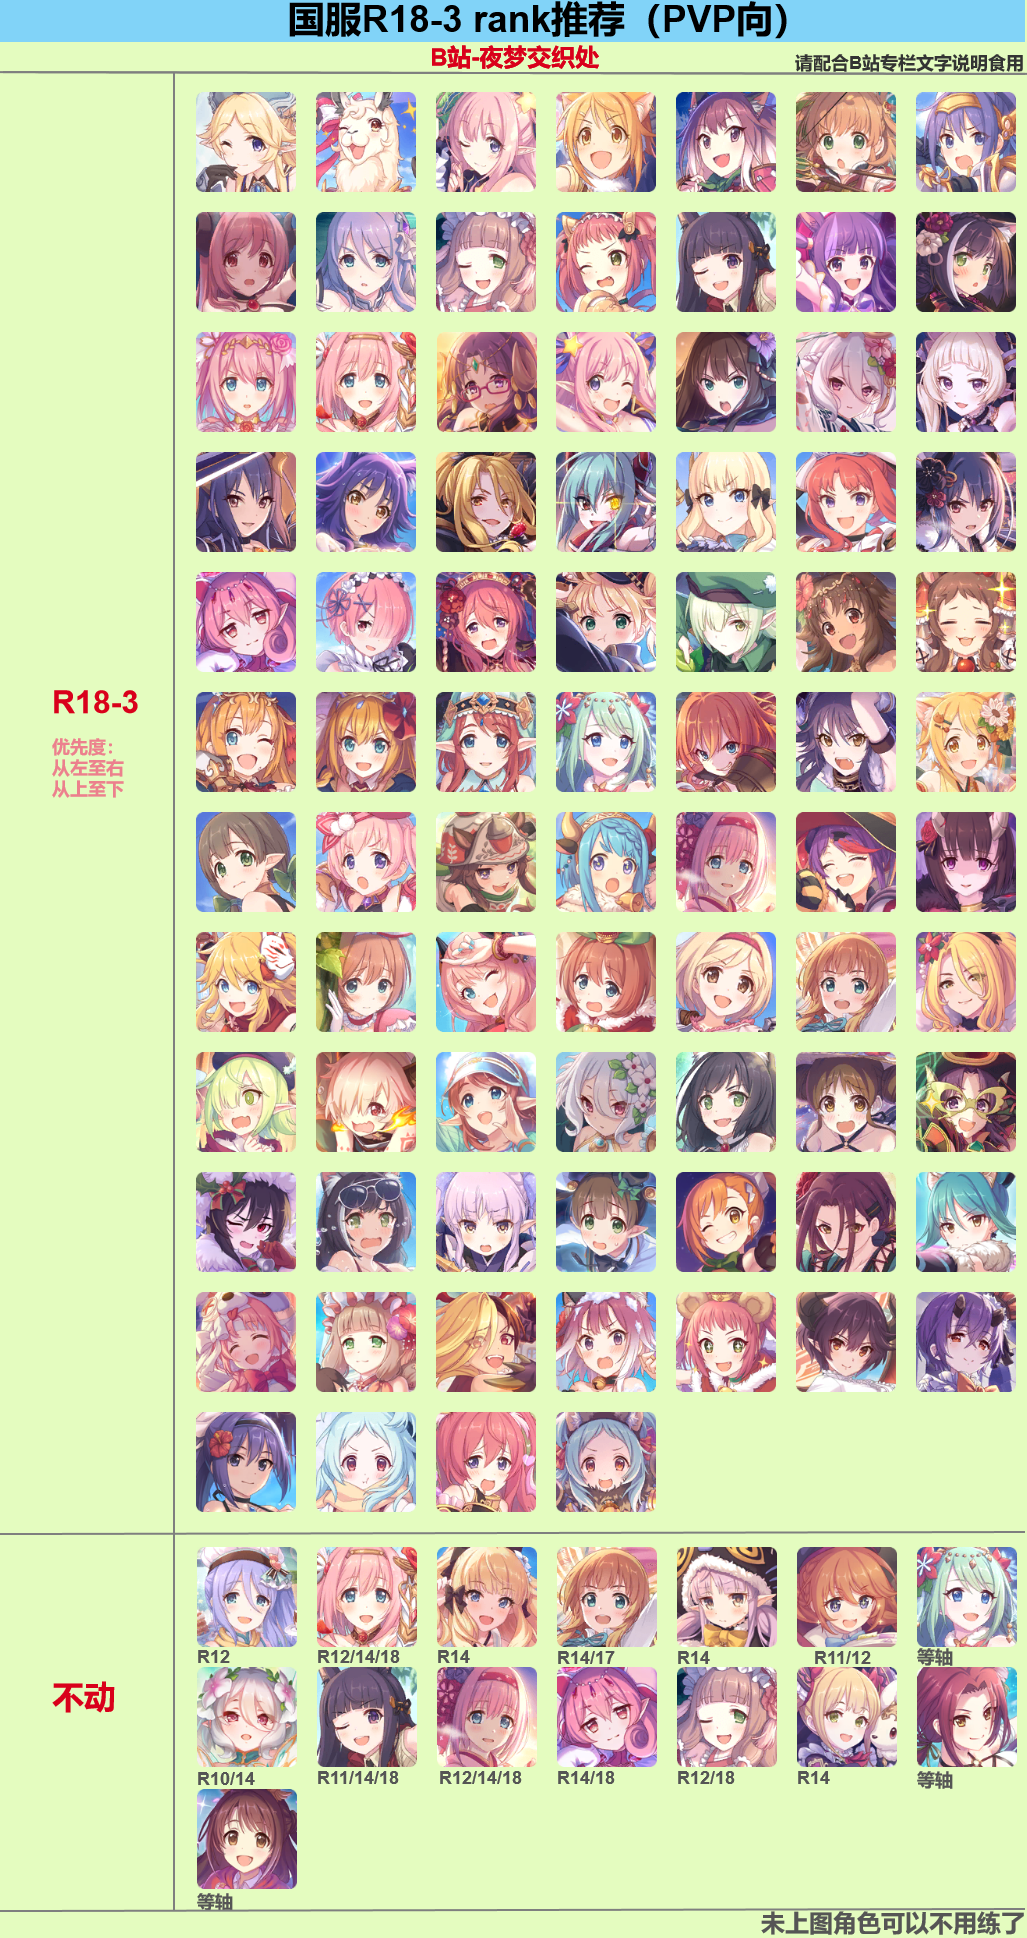 国服R18-3 rank推荐（PVP向）
B站-夜梦交织处
请配合B站专栏文字说明食用
R18-3
优先度：
从左至右
从上至下
不动
R12 R12/14/18 R14 R14/17 R14 R11/12 等轴
R10/14 R11/14/18 R12/14/18 R14/18 R12/18 R14 等轴
等轴
未上图角色可以不用练了